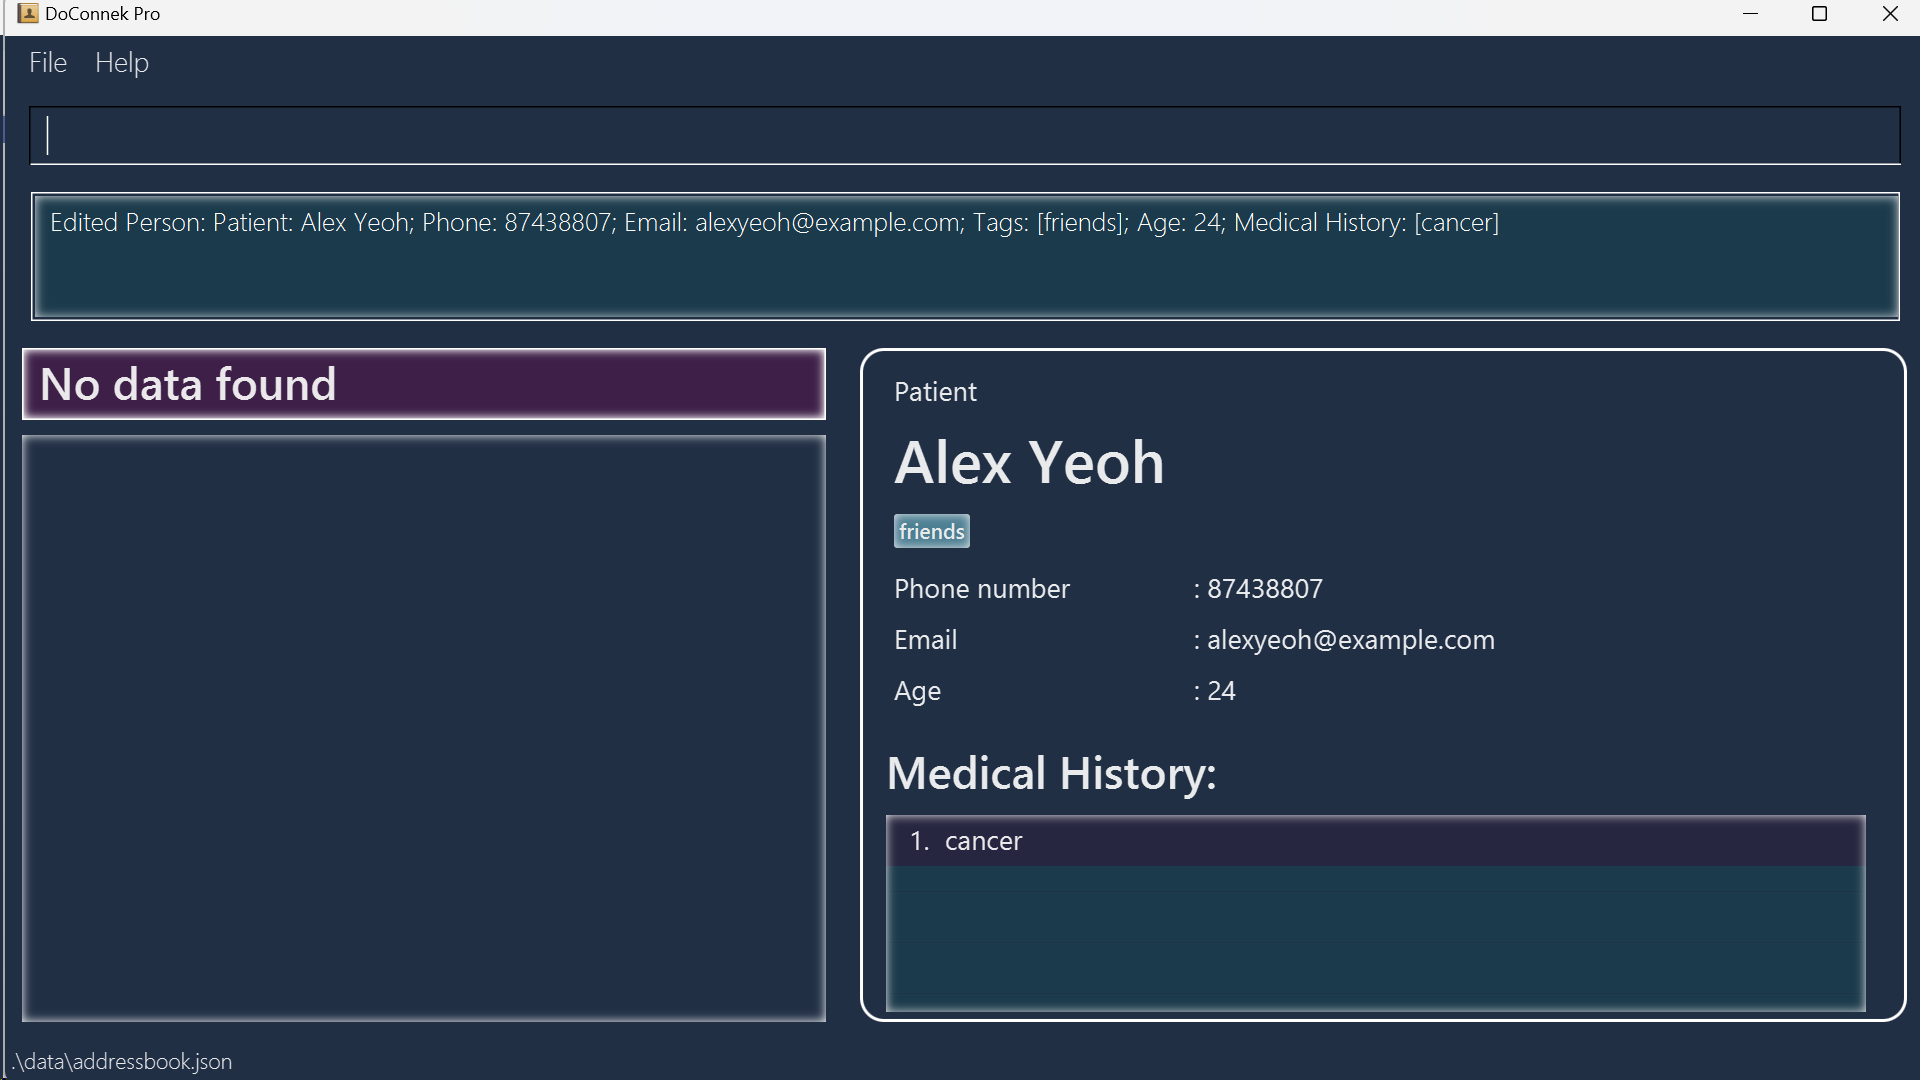 DoConnek Pro
File Help
Edited Person: Patient: Alex Yeoh; Phone: 87438807; Email: alexyeoh@example.com; Tags: [friends]; Age: 24; Medical History: [cancer]
No data found
Patient
Alex Yeoh
friends
Phone number : 87438807
Email : alexyeoh@example.com
Age : 24
Medical History:
1. cancer
.\data\addressbook.json